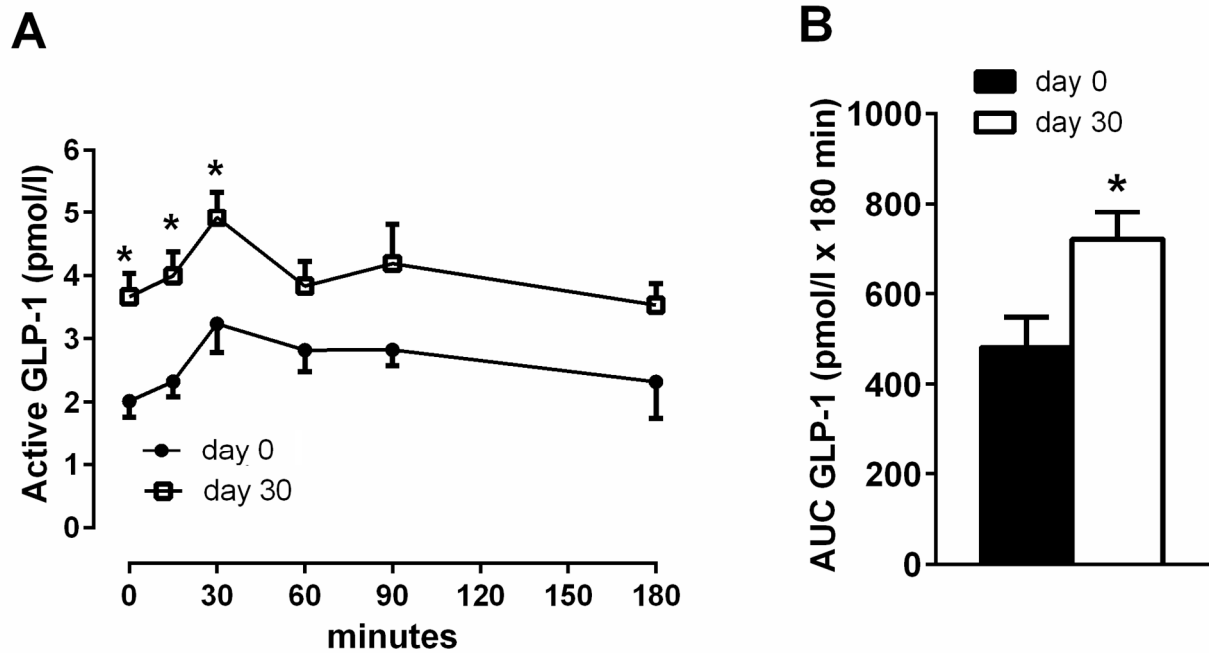 A
Active GLP-1 (pmol/l)
6
5
4
3
2
1
0
*
*
*
day 0
day 30
0 30 60 90 120 150 180
minutes
B
day 0
day 30
AUC GLP-1 (pmol/l x 180 min)
1000
800
600
400
200
0
*